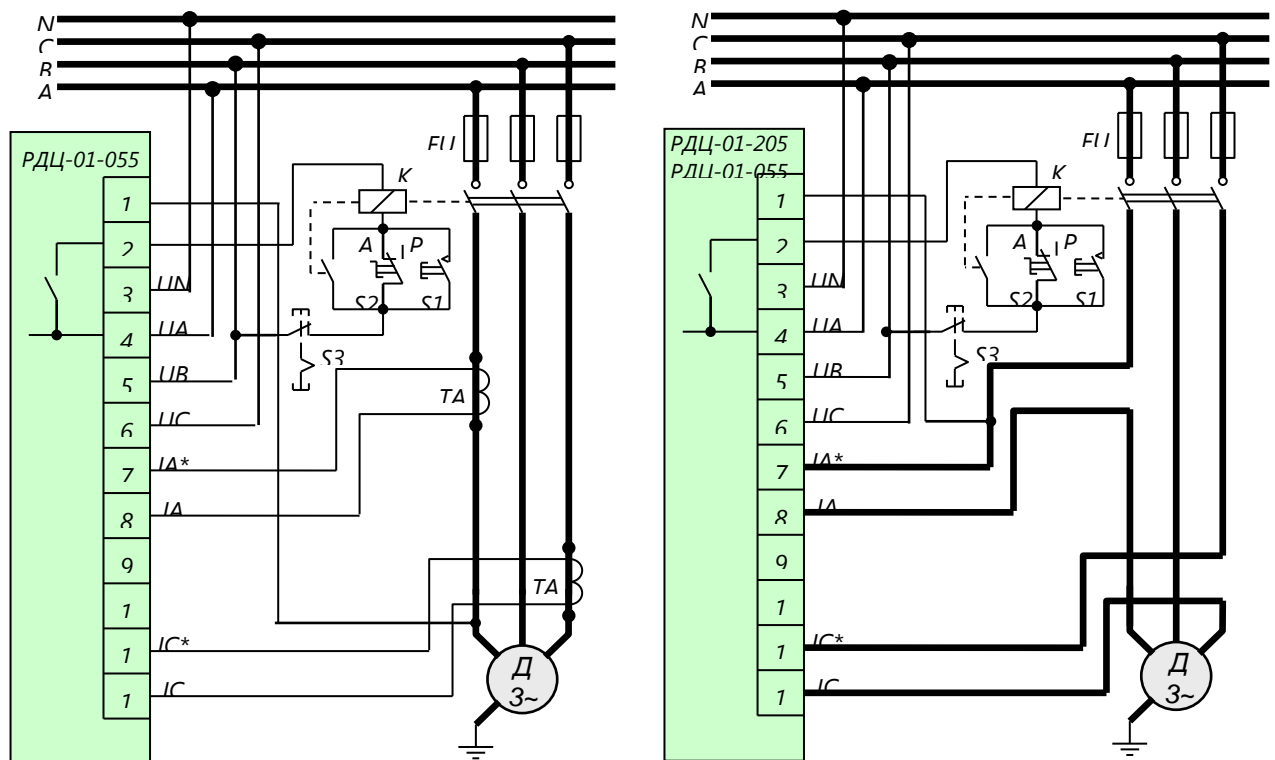 N
C
B
A
FU
РДЦ-01-055
K
1
2
A
P
3
UN
S2
S1
4
UA
S3
5
UB
TA
6
UC
7
IA*
8
IA
9
1
TA
1
IC*
1
IC
Д
3~
N
C
B
A
FU
РДЦ-01-205
РДЦ-01-055
K
1
2
A
P
3
UN
S2
S1
4
UA
S3
5
UB
6
UC
7
IA*
8
IA
9
1
1
IC*
1
IC
Д
3~